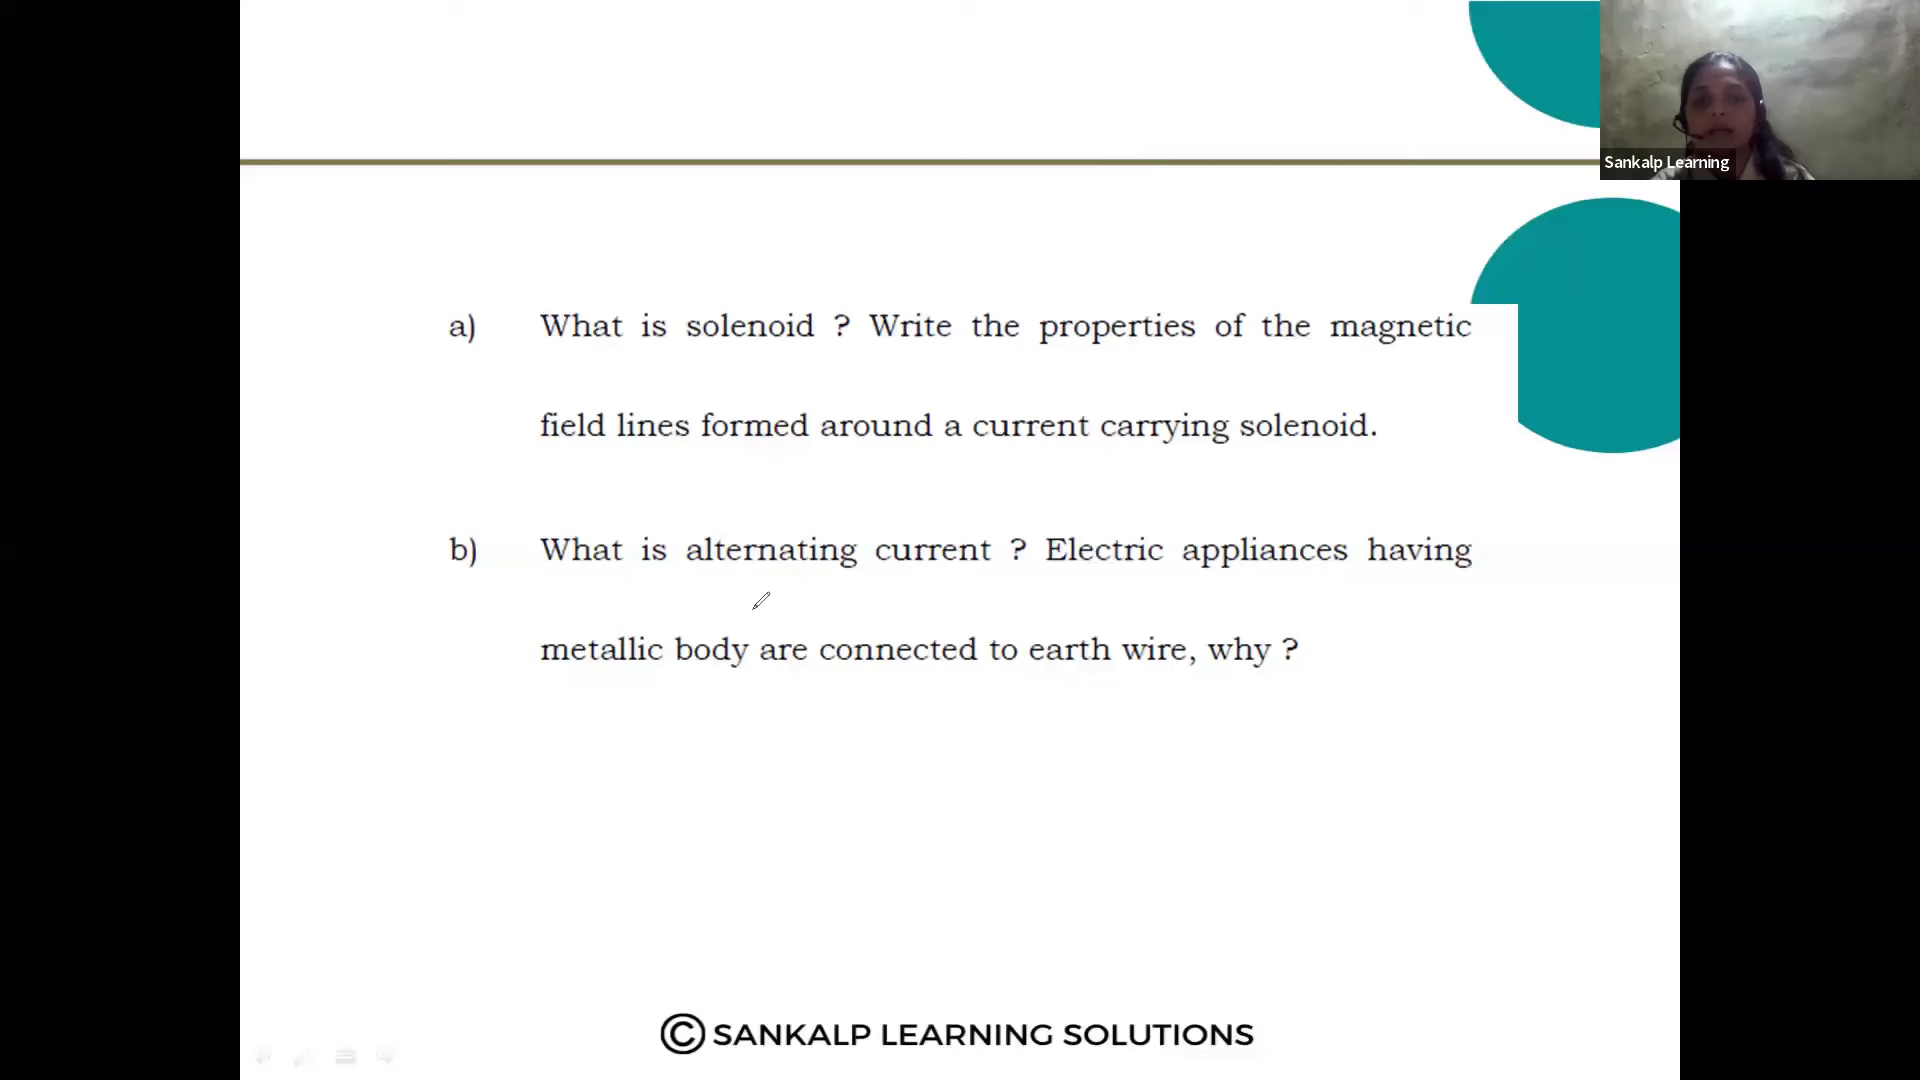 Sankalp Learning
a) What is solenoid ? Write the properties of the magnetic
field lines formed around a current carrying solenoid.
b) What is alternating current ? Electric appliances having
metallic body are connected to earth wire, why ?
© SANKALP LEARNING SOLUTIONS